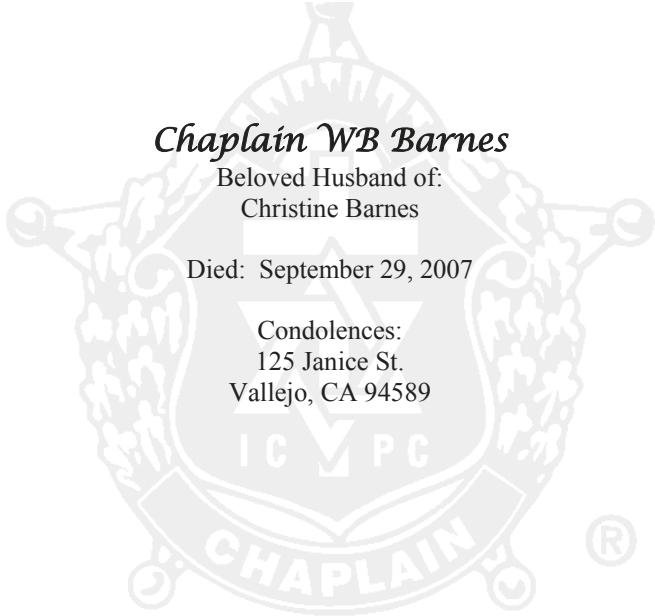 Chaplain WB Barnes
Beloved Husband of:
Christine Barnes
Died: September 29, 2007
Condolences:
125 Janice St.
Vallejo, CA 94589
IC PC
CHAPLAIN
®